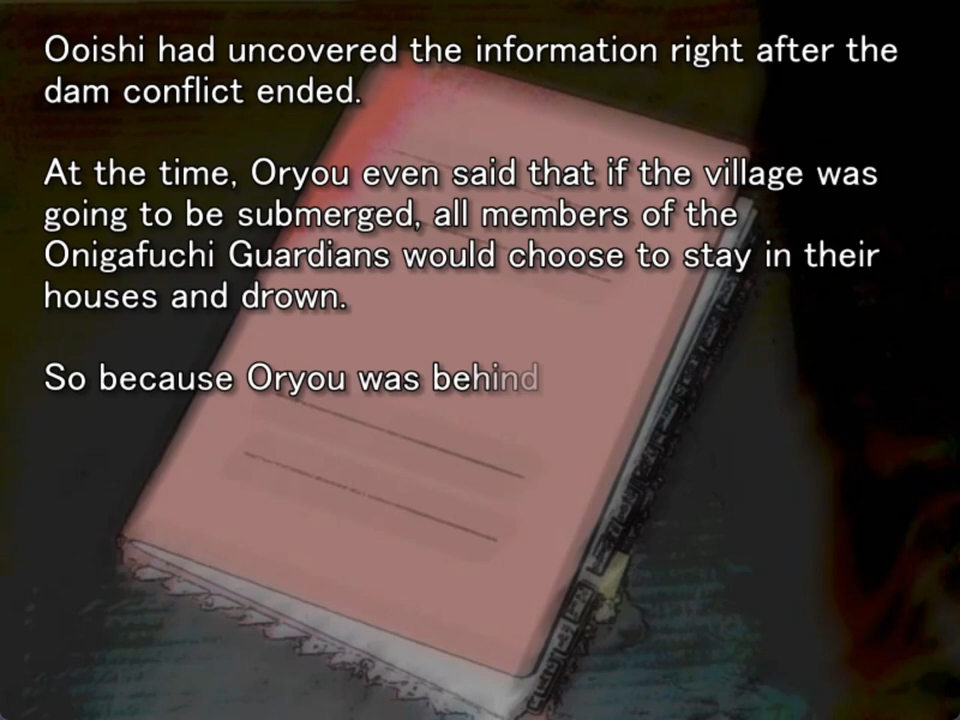 Ooishi had uncovered the information right after the
dam conflict ended.
At the time, Oryou even said that if the village was
going to be submerged, all members of the
Onigafuchi Guardians would choose to stay in their
houses and drown.
So because Oryou was behind